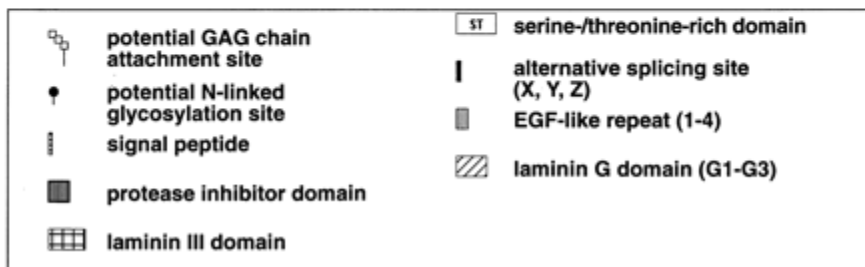 potential GAG chain
attachment site
potential N-linked
glycosylation site
signal peptide
protease inhibitor domain
laminin III domain
ST serine-/threonine-rich domain
alternative splicing site
(X, Y, Z)
EGF-like repeat (1-4)
laminin G domain (G1-G3)